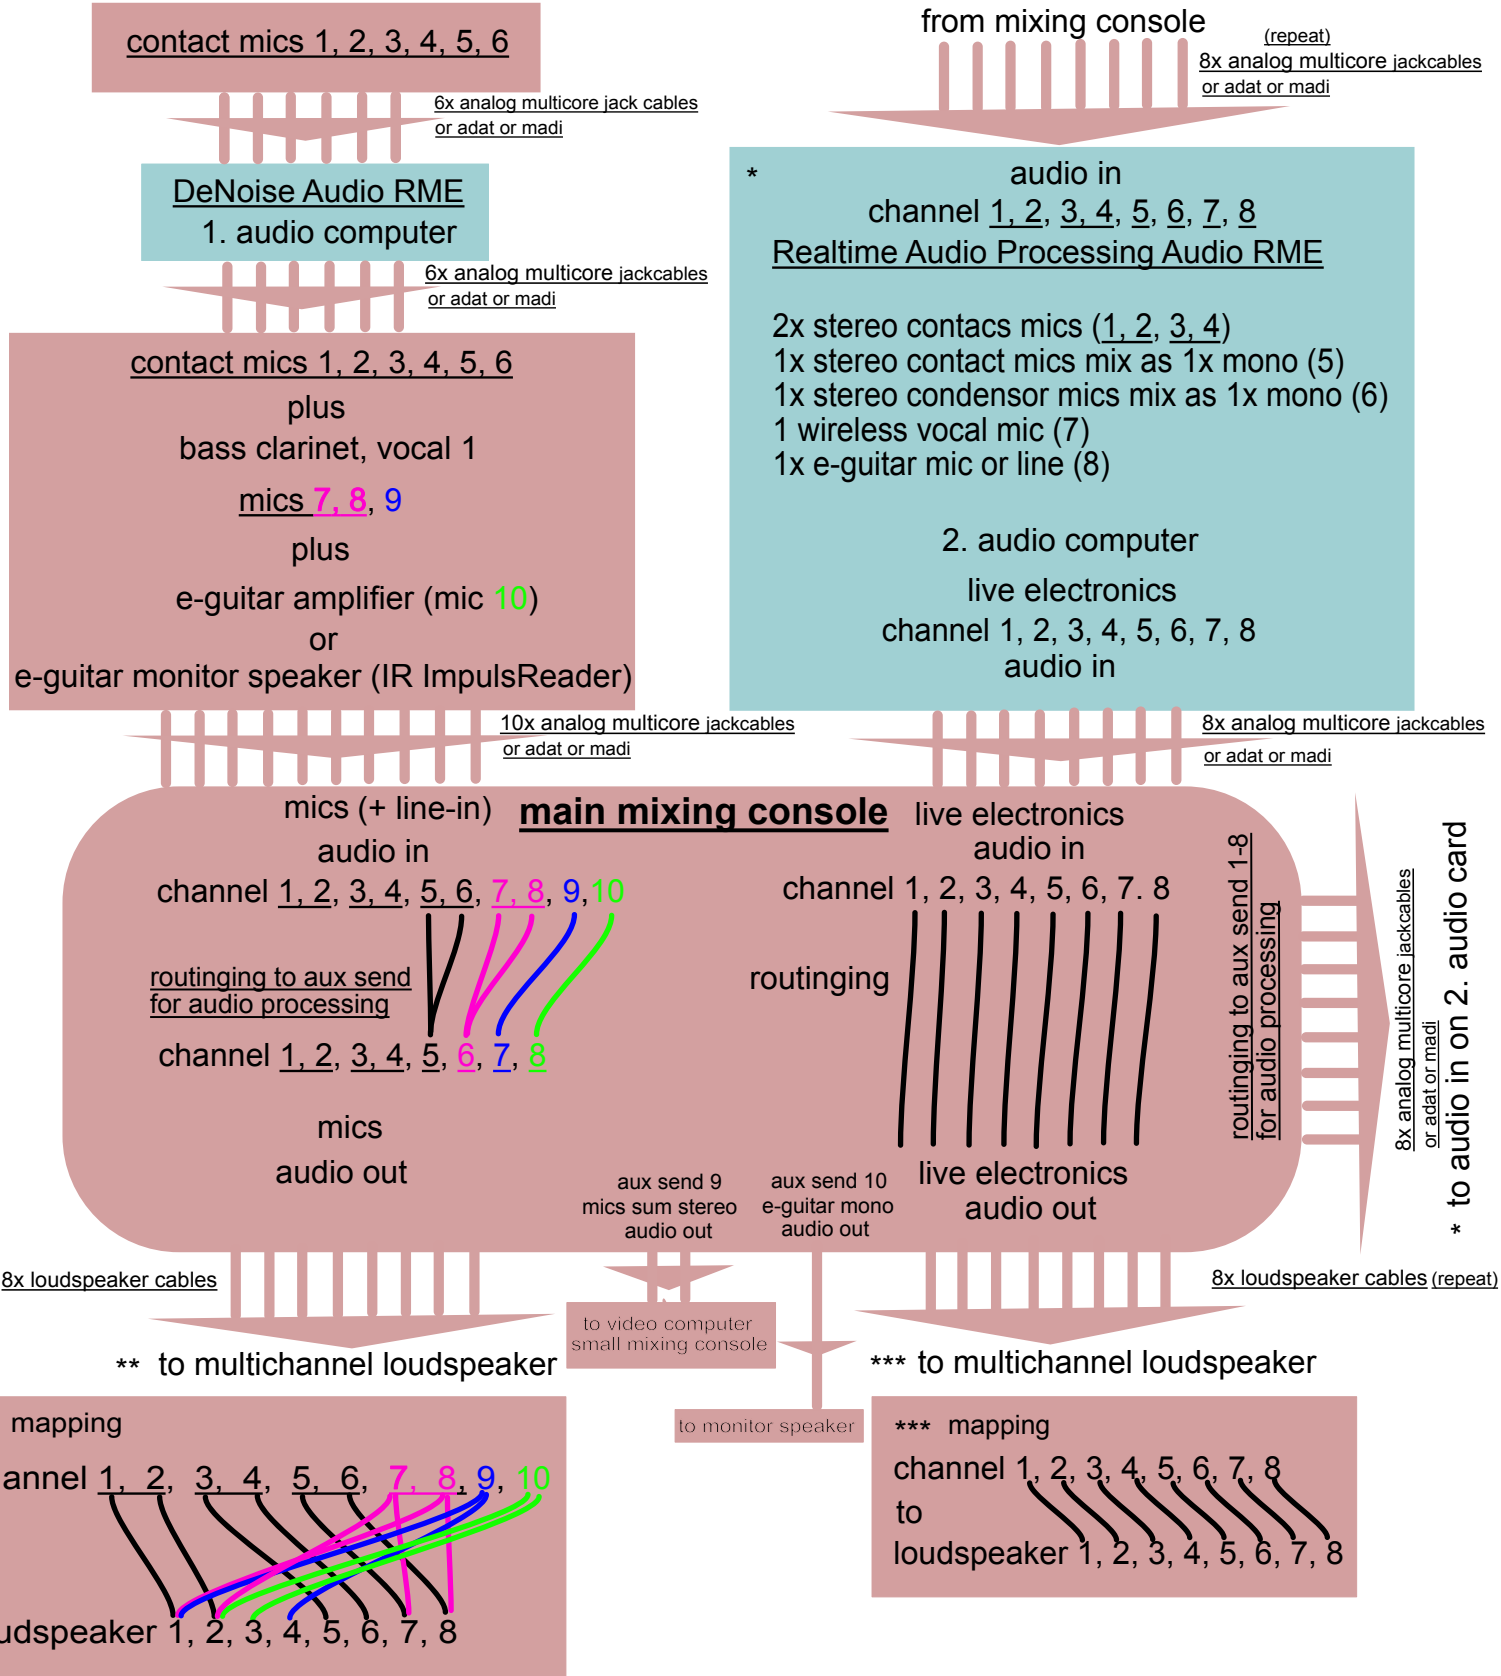 contact mics 1, 2, 3, 4, 5, 6
6x analog multicore jack cables
or adat or madi
DeNoise Audio RME
1. audio computer
6x analog multicore jackcables
or adat or madi
contact mics 1, 2, 3, 4, 5, 6
plus
bass clarinet, vocal 1
mics 7, 8, 9
plus
e-guitar amplifier (mic 10)
or
e-guitar monitor speaker (IR ImpulsReader)
10x analog multicore jackcables
or adat or madi
from mixing console
(repeat)
8x analog multicore jackcables
or adat or madi
*
audio in
channel 1, 2, 3, 4, 5, 6, 7, 8
Realtime Audio Processing Audio RME
2x stereo contacs mics (1, 2, 3, 4)
1x stereo contact mics mix as 1x mono (5)
1x stereo condensor mics mix as 1x mono (6)
1 wireless vocal mic (7)
1x e-guitar mic or line (8)
2. audio computer
live electronics
channel 1, 2, 3, 4, 5, 6, 7, 8
audio in
8x analog multicore jackcables
or adat or madi
main mixing console
mics (+ line-in)
audio in
channel 1, 2, 3, 4, 5, 6, 7, 8, 9,10
routinging to aux send
for audio processing
channel 1, 2, 3, 4, 5, 6, 7, 8
mics
audio out
live electronics
audio in
channel 1, 2, 3, 4, 5, 6, 7. 8
routinging
live electronics
audio out
aux send 9
mics sum stereo
audio out
aux send 10
e-guitar mono
audio out
routinging to aux send 1-8
for audio processing
8x analog multicore jackcables
or adat or madi
* to audio in on 2. audio card
8x loudspeaker cables
** to multichannel loudspeaker
to video computer
small mixing console
to monitor speaker
8x loudspeaker cables (repeat)
*** to multichannel loudspeaker
mapping
annel 1, 2, 3, 4, 5, 6, 7, 8, 9, 10
udspeaker 1, 2, 3, 4, 5, 6, 7, 8
*** mapping
channel 1, 2, 3, 4, 5, 6, 7, 8
to
loudspeaker 1, 2, 3, 4, 5, 6, 7, 8